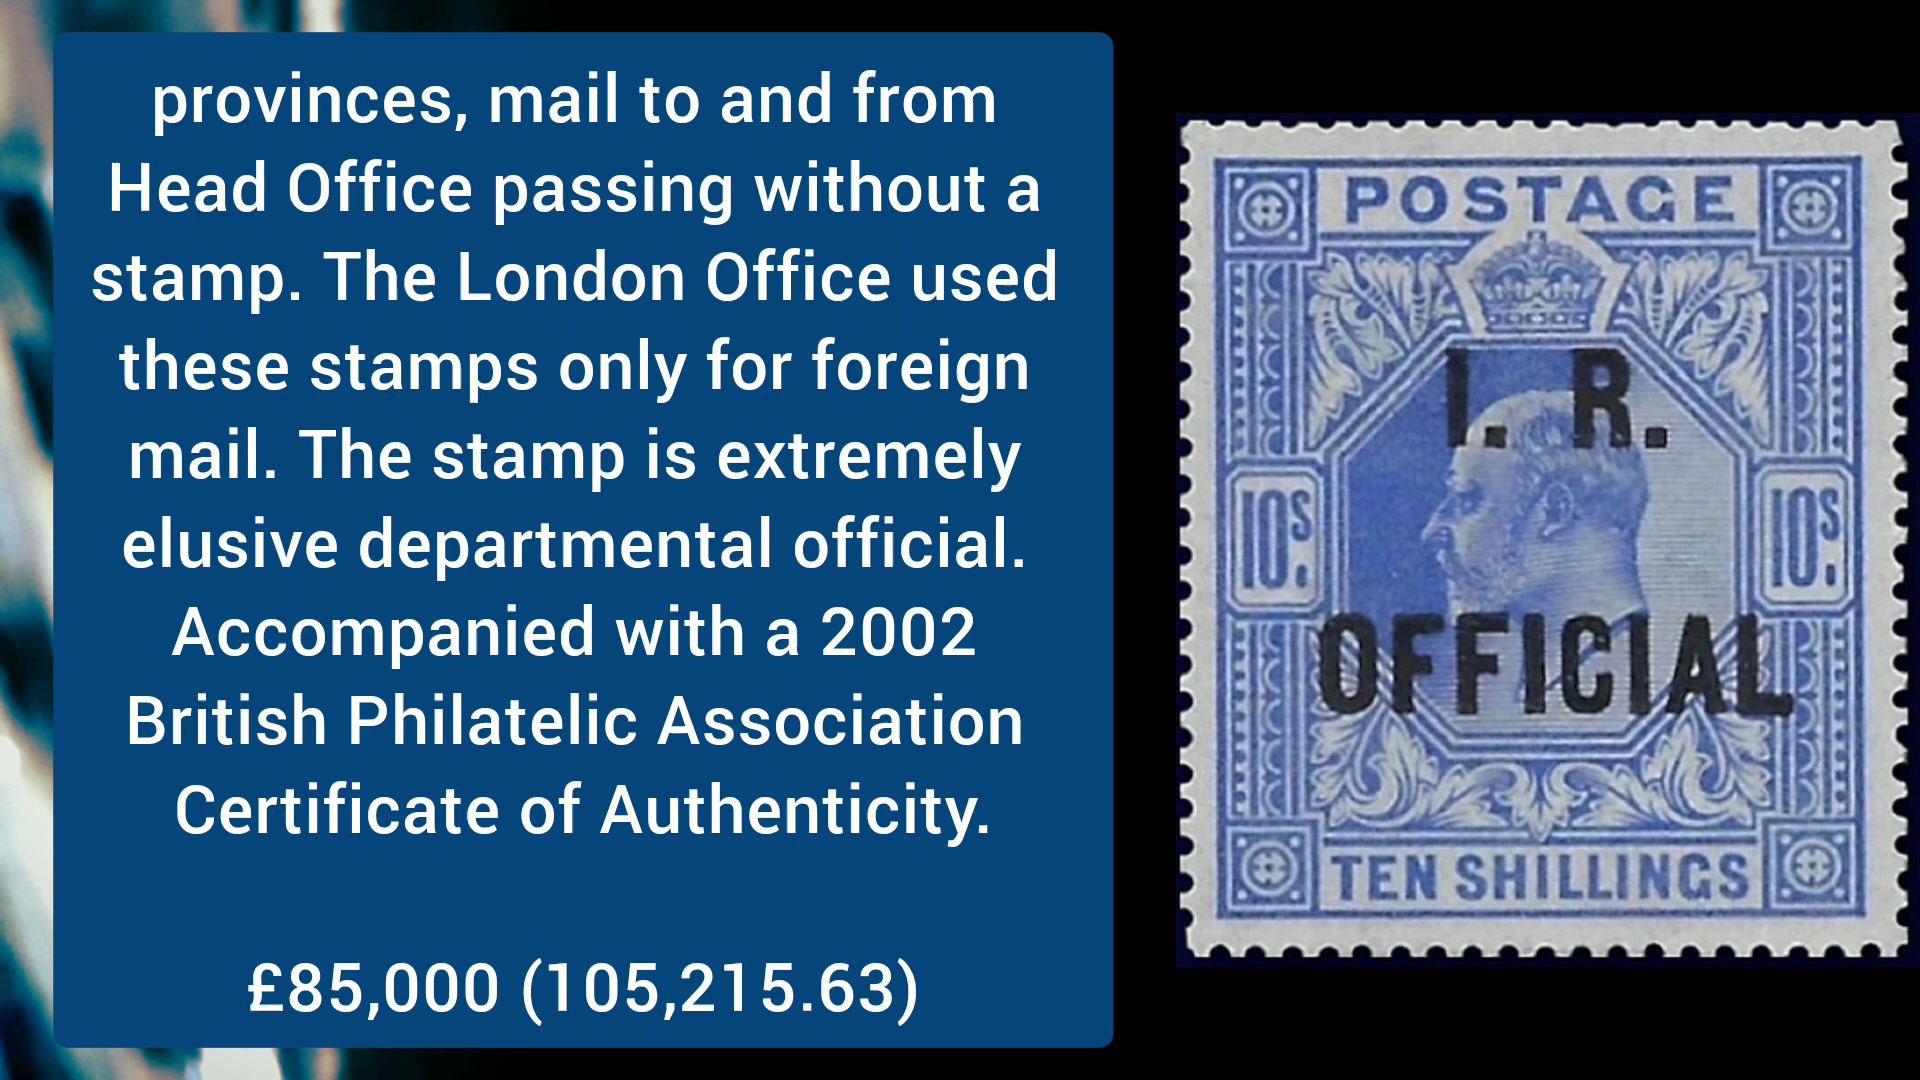 provinces, mail to and from
Head Office passing without a
stamp. The London Office used
these stamps only for foreign
mail. The stamp is extremely
elusive departmental official.
Accompanied with a 2002
British Philatelic Association
Certificate of Authenticity.
£85,000 (105,215.63)
POSTAGE
I. R.
10s. 10s.
OFFICIAL
TEN SHILLINGS